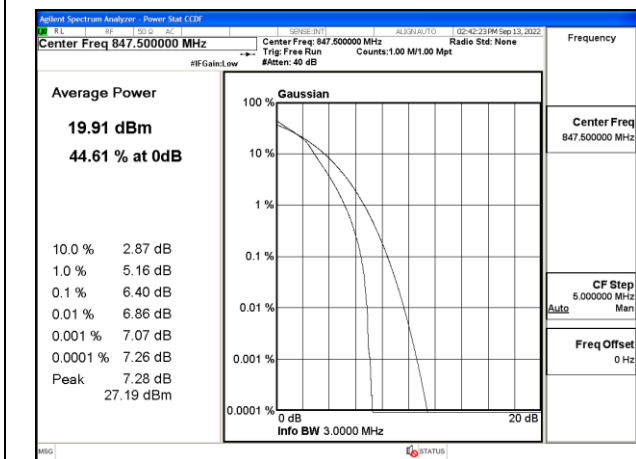 Agilent Spectrum Analyzer - Power Stat CCDF
RL RF 50 Ω AC SENSE:INT ALIGN AUTO 02:42:23 PM Sep 13, 2022
Center Freq 847.500000 MHz
Center Freq: 847.500000 MHz Radio Std: None
Trig: Free Run Counts:1.00 M/1.00 Mpt
#IFGain:Low #Atten: 40 dB
Frequency
Average Power
19.91 dBm
44.61 % at 0dB
10.0 % 2.87 dB
1.0 % 5.16 dB
0.1 % 6.40 dB
0.01 % 6.86 dB
0.001 % 7.07 dB
0.0001 % 7.26 dB
Peak 7.28 dB
27.19 dBm
Gaussian
100 %
10 %
1 %
0.1 %
0.01 %
0.001 %
0.0001 %
0 dB 20 dB
Info BW 3.0000 MHz
Center Freq
847.500000 MHz
CF Step
5.000000 MHz
Auto Man
Freq Offset
0 Hz
MSG STATUS